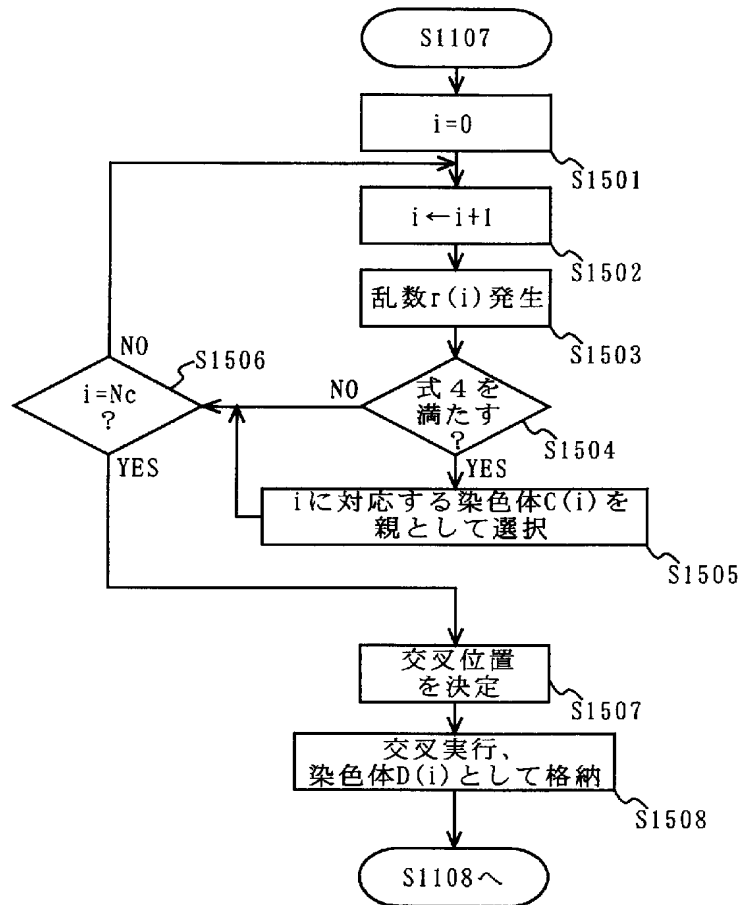 S1107
i=0
S1501
i←i+1
S1502
乱数r(i)発生
S1503
NO
S1506
i=Nc
?
YES
NO
式4を
満たす
?
S1504
YES
iに対応する染色体C(i)を
親として選択
S1505
交叉位置
を決定
S1507
交叉実行、
染色体D(i)として格納
S1508
S1108へ